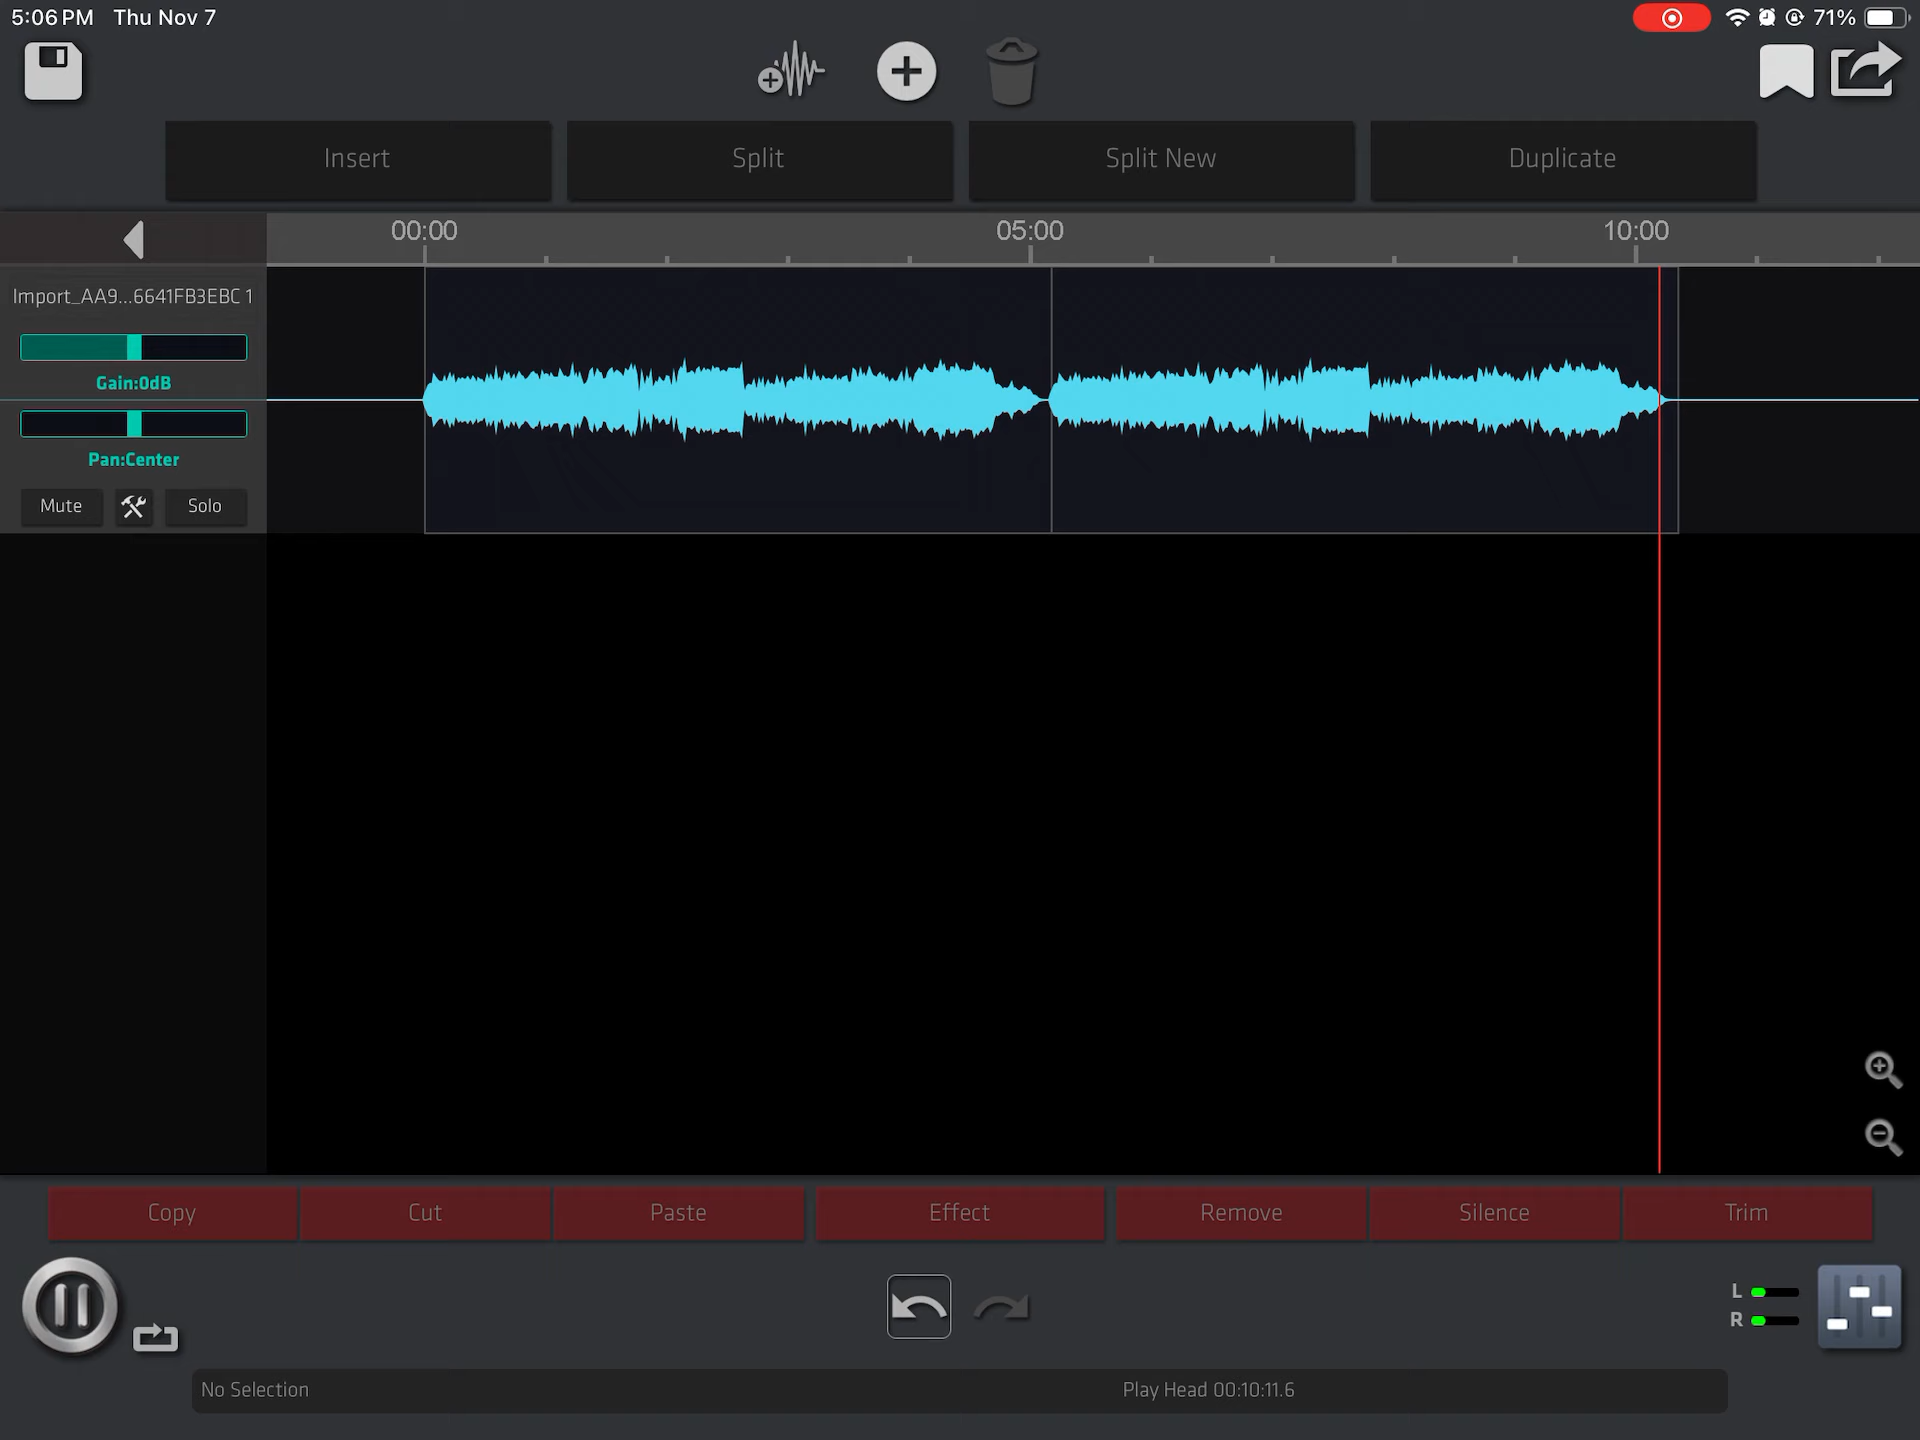 5:06 PM Thu Nov 7
71%
Insert
Split
Split New
Duplicate
00:00
05:00
10:00
Import_AA9...6641FB3EBC 1
Gain:0dB
Pan:Center
Mute
Solo
Copy
Cut
Paste
Effect
Remove
Silence
Trim
L
R
No Selection
Play Head 00:10:11.6